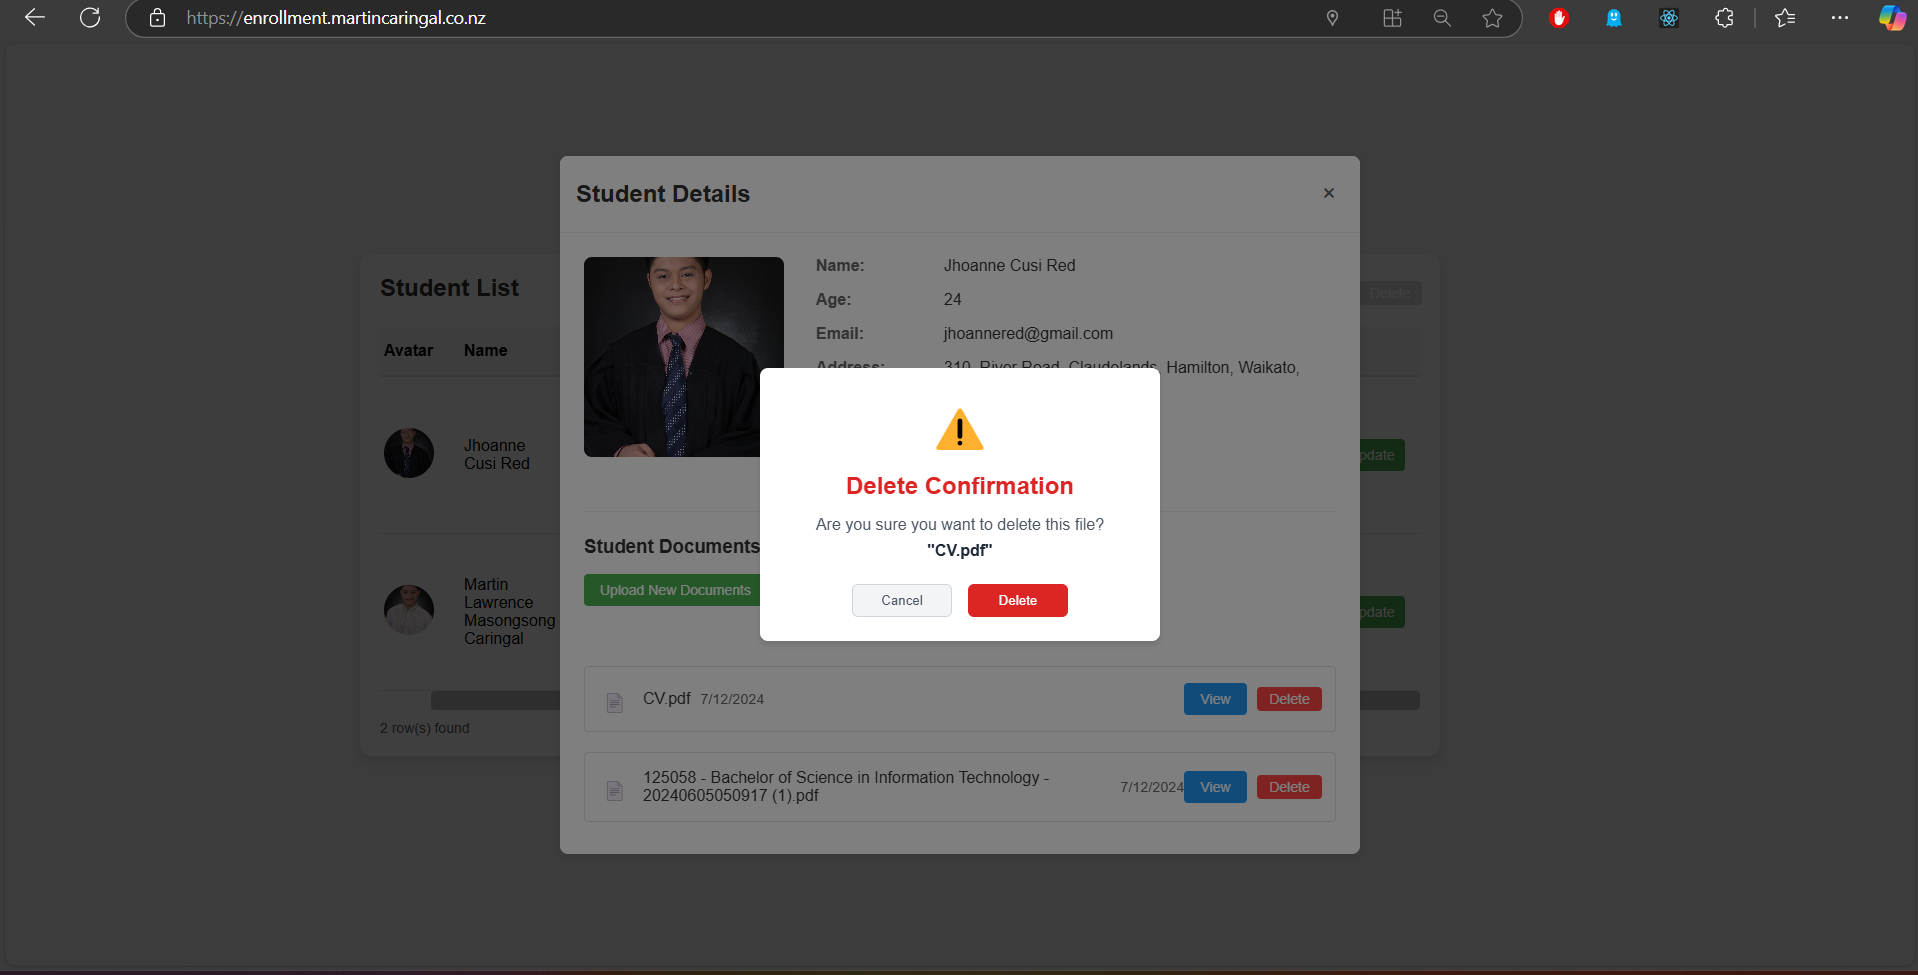 https://enrollment.martincaringal.co.nz
Student Details
×
Name: Jhoanne Cusi Red
Age: 24
Email: jhoannered@gmail.com
Address: 310, River Road, Claudelands, Hamilton, Waikato,
Student List
Delete
Avatar Name
Jhoanne
Cusi Red
pdate
Martin
Lawrence
Masongsong
Caringal
pdate
2 row(s) found
Delete Confirmation
Are you sure you want to delete this file?
"CV.pdf"
Cancel Delete
Student Documents
Upload New Documents
CV.pdf 7/12/2024 View Delete
125058 - Bachelor of Science in Information Technology -
20240605050917 (1).pdf 7/12/2024 View Delete